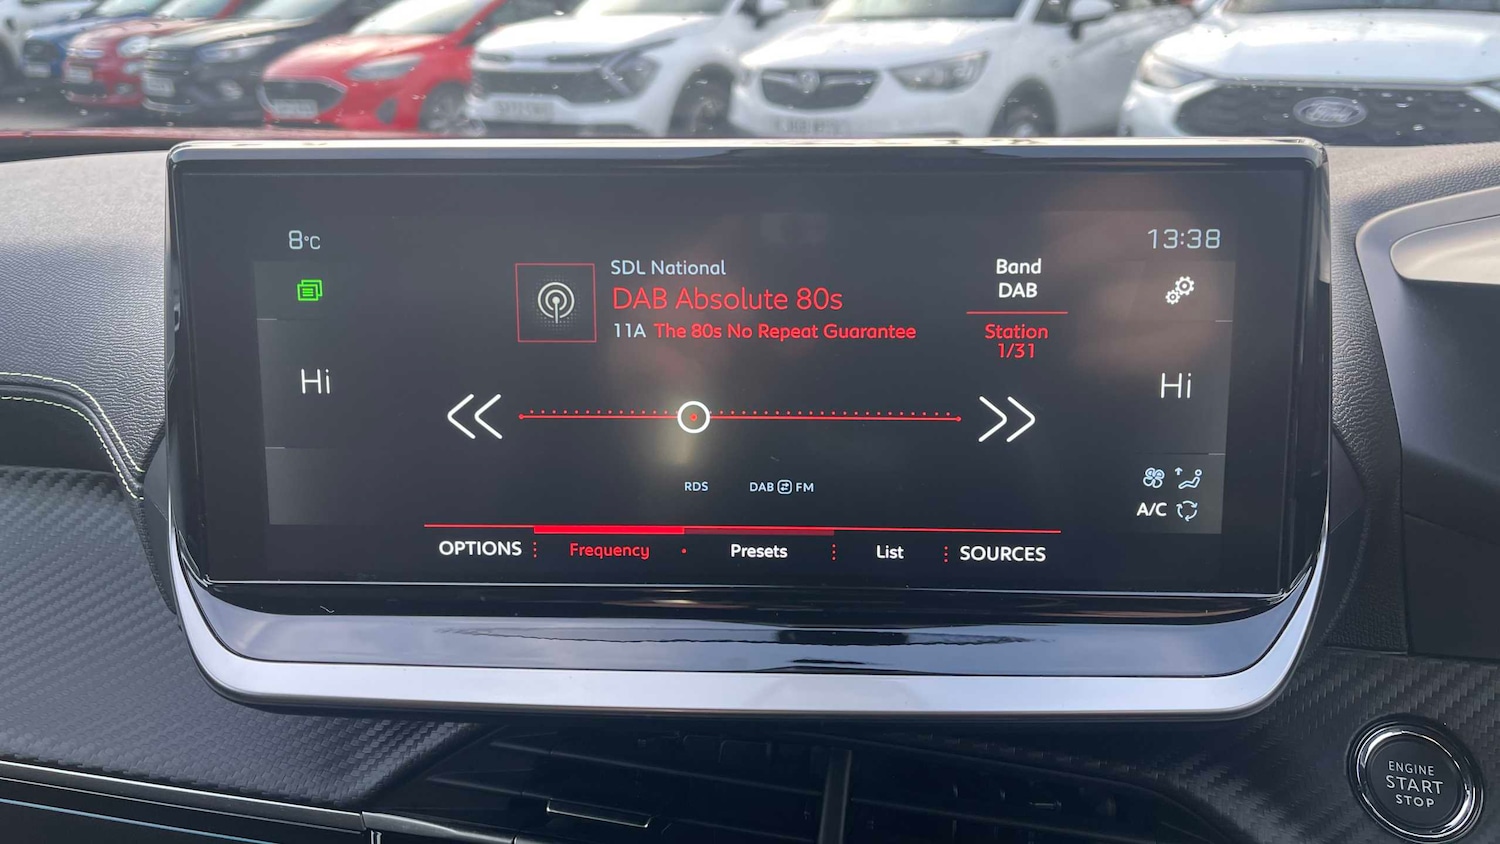 Ford
8°C
13:38
SDL National
DAB Absolute 80s
11A The 80s No Repeat Guarantee
Band
DAB
Station
1/31
Hi
Hi
RDS
DAB FM
A/C
OPTIONS
Frequency
Presets
List
SOURCES
ENGINE
START
STOP